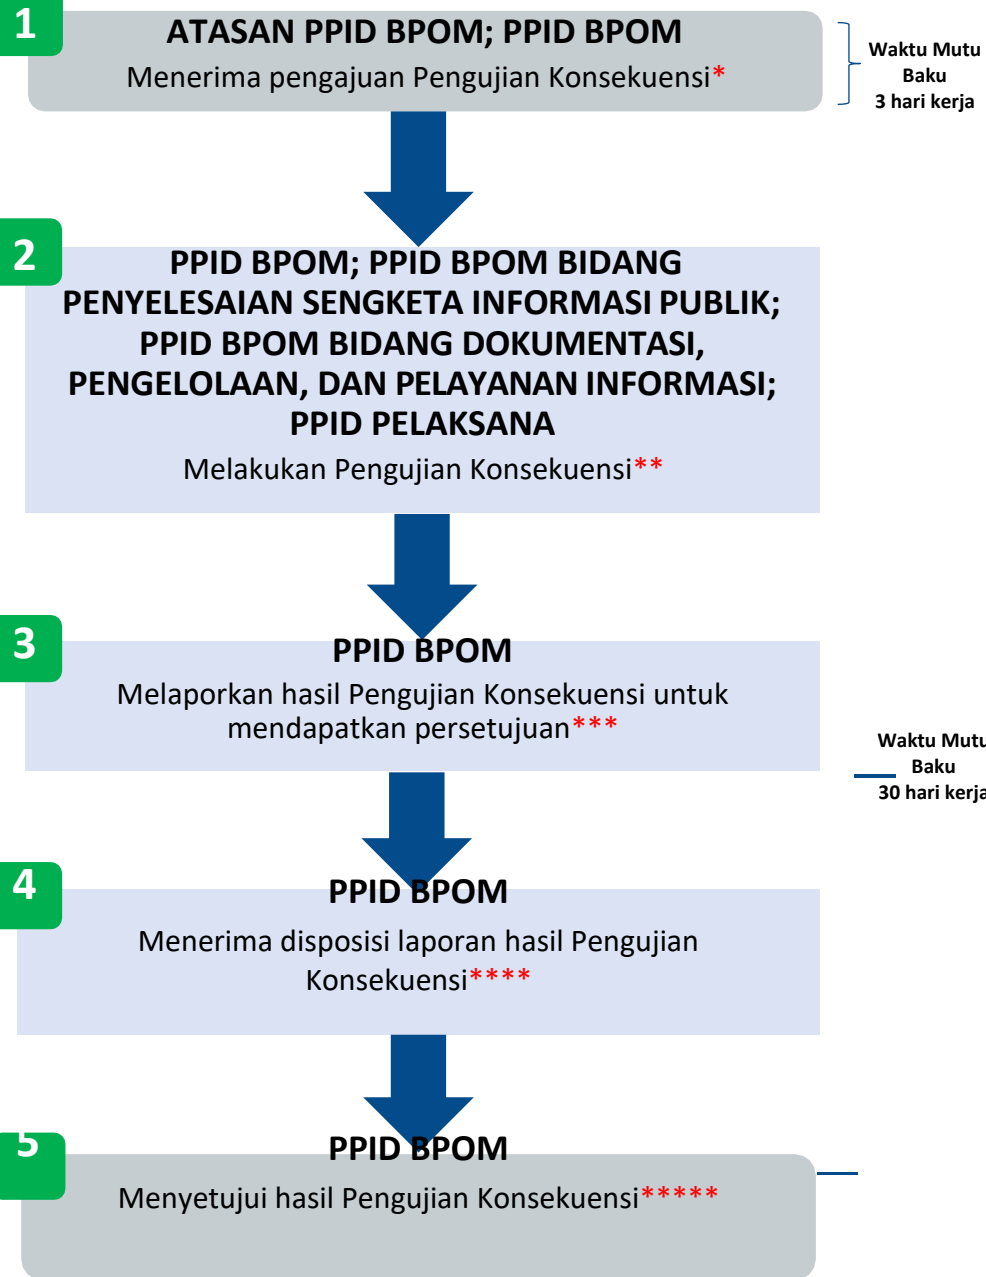 1
ATASAN PPID BPOM; PPID BPOM
Menerima pengajuan Pengujian Konsekuensi*
Waktu Mutu
Baku
3 hari kerja
2
PPID BPOM; PPID BPOM BIDANG
PENYELESAIAN SENGKETA INFORMASI PUBLIK;
PPID BPOM BIDANG DOKUMENTASI,
PENGELOLAAN, DAN PELAYANAN INFORMASI;
PPID PELAKSANA
Melakukan Pengujian Konsekuensi**
3
PPID BPOM
Melaporkan hasil Pengujian Konsekuensi untuk
mendapatkan persetujuan***
Waktu Mutu
Baku
30 hari kerja
4
PPID BPOM
Menerima disposisi laporan hasil Pengujian
Konsekuensi****
5
PPID BPOM
Menyetujui hasil Pengujian Konsekuensi*****